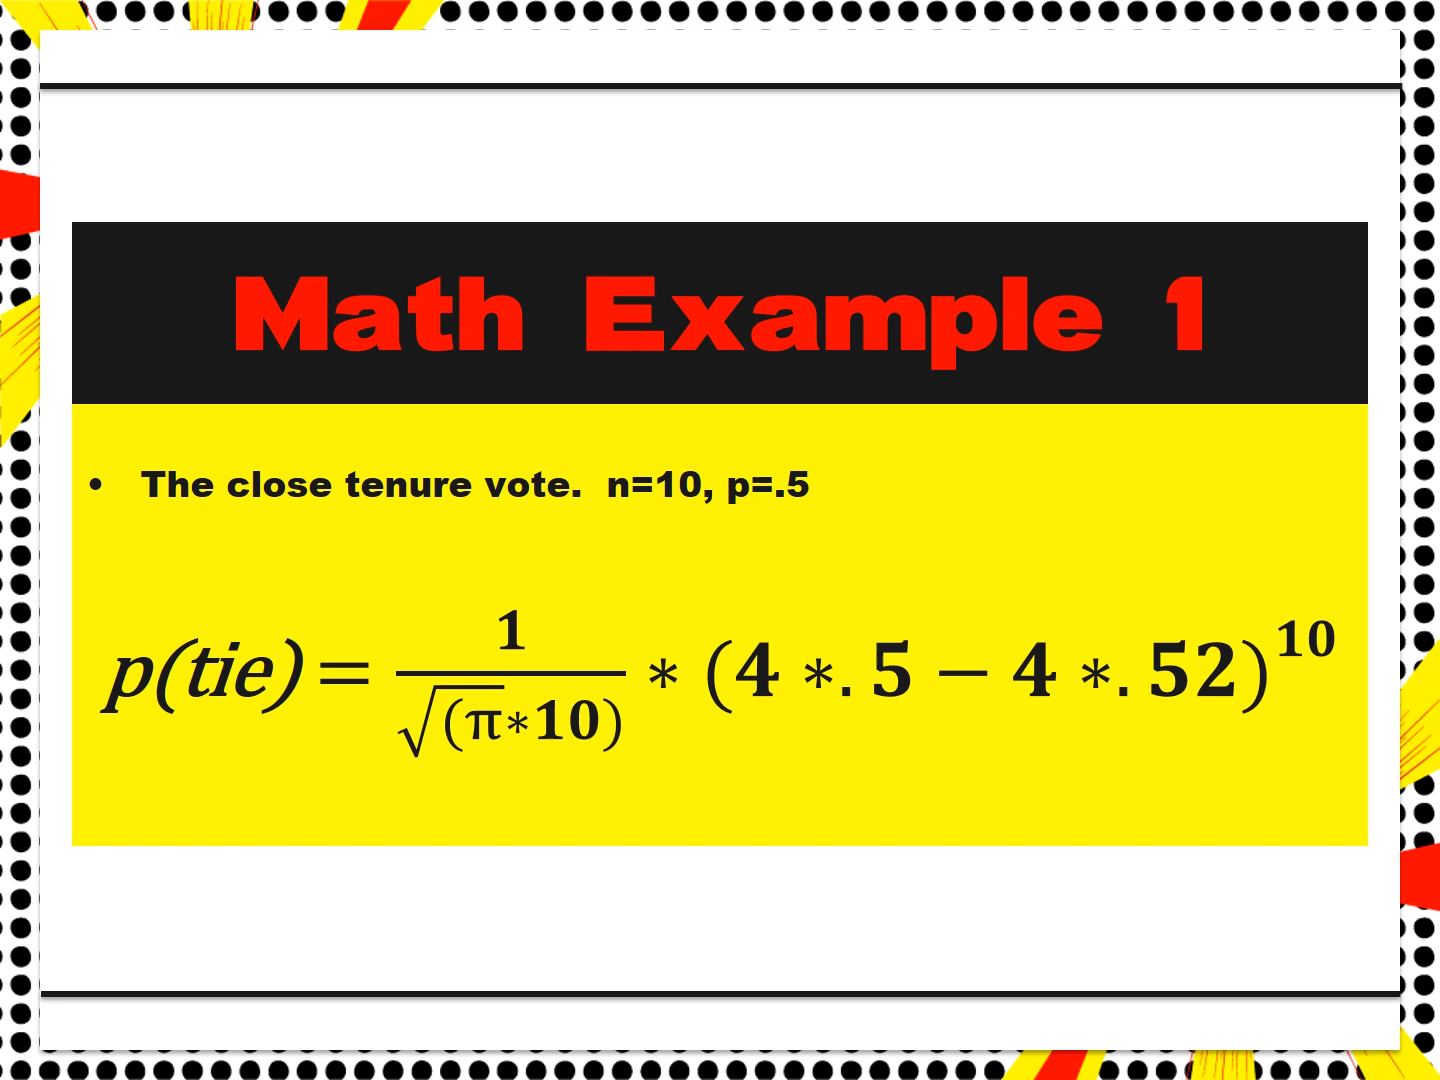 Math Example 1
• The close tenure vote. n=10, p=.5
p(tie) = 1/√(π*10) * (4 *. 5 − 4 *. 52)^10